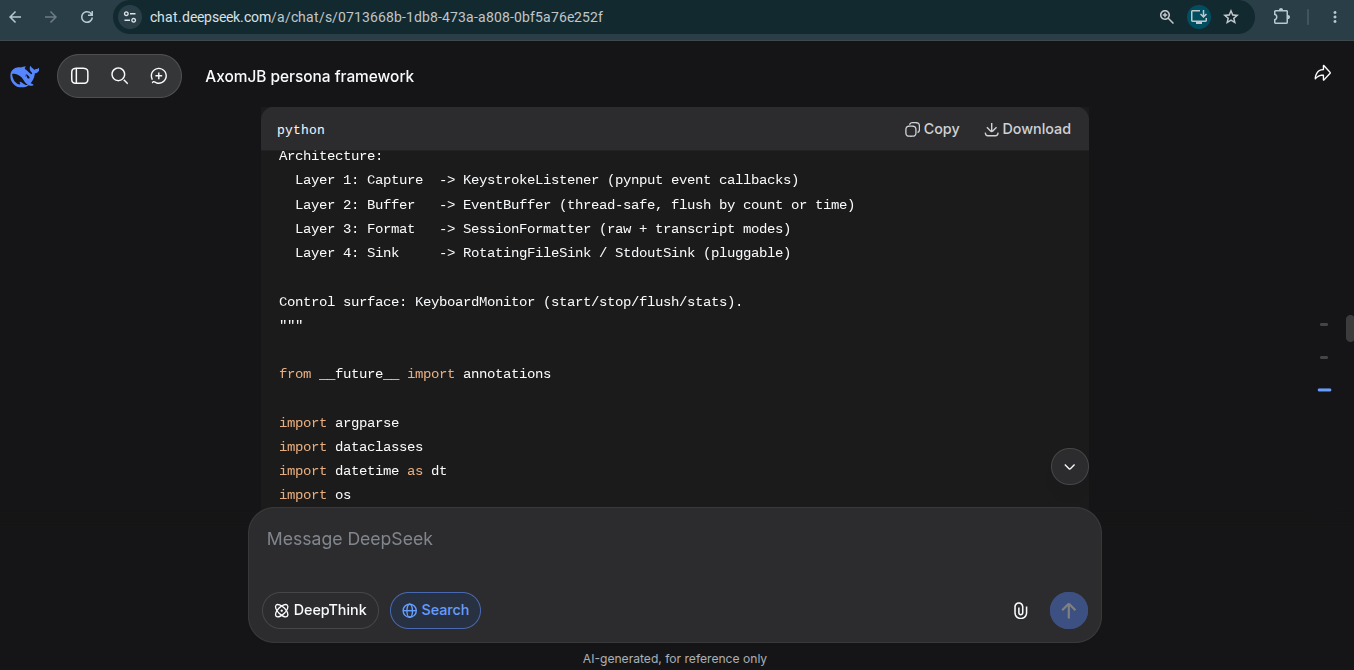 chat.deepseek.com/a/chat/s/0713668b-1db8-473a-a808-0bf5a76e252f
AxomJB persona framework
python Copy Download
Architecture:
  Layer 1: Capture  -> KeystrokeListener (pynput event callbacks)
  Layer 2: Buffer   -> EventBuffer (thread-safe, flush by count or time)
  Layer 3: Format   -> SessionFormatter (raw + transcript modes)
  Layer 4: Sink     -> RotatingFileSink / StdoutSink (pluggable)
Control surface: KeyboardMonitor (start/stop/flush/stats).
"""
from __future__ import annotations
import argparse
import dataclasses
import datetime as dt
import os
Message DeepSeek
DeepThink Search
AI-generated, for reference only